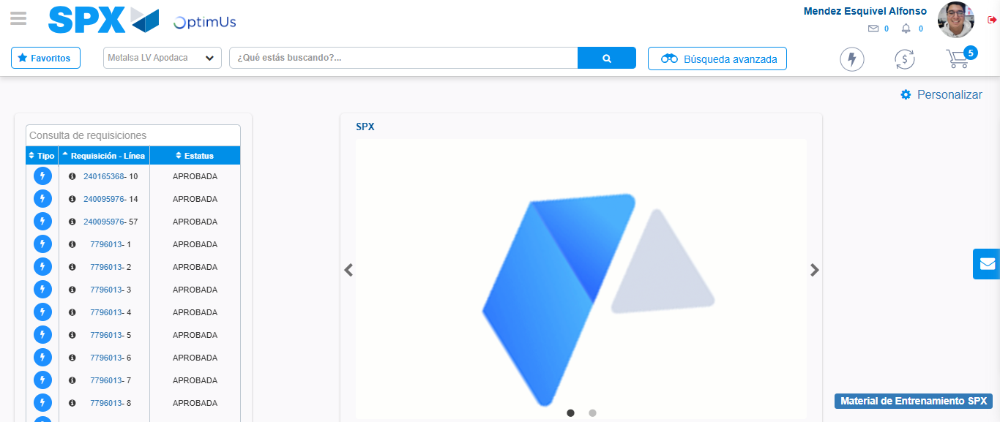 SPX OptimUs
Mendez Esquivel Alfonso
0 0
Favoritos
Metalsa LV Apodaca
¿Qué estás buscando?...
Búsqueda avanzada
$
5
Personalizar
Consulta de requisiciones
Tipo Requisición - Línea Estatus
240165368- 10 APROBADA
240095976- 14 APROBADA
240095976- 57 APROBADA
7796013- 1 APROBADA
7796013- 2 APROBADA
7796013- 3 APROBADA
7796013- 4 APROBADA
7796013- 5 APROBADA
7796013- 6 APROBADA
7796013- 7 APROBADA
7796013- 8 APROBADA
SPX
Material de Entrenamiento SPX